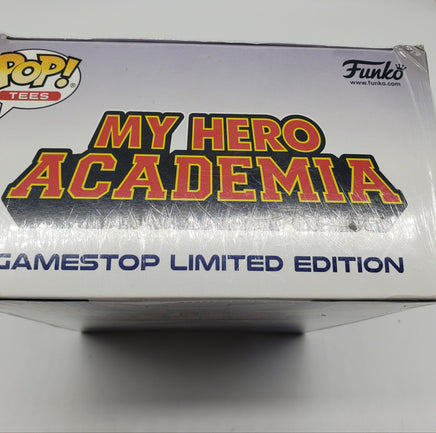 POP!
TEES
Funko
www.funko.com
MY HERO
ACADEMIA
GAMESTOP LIMITED EDITION